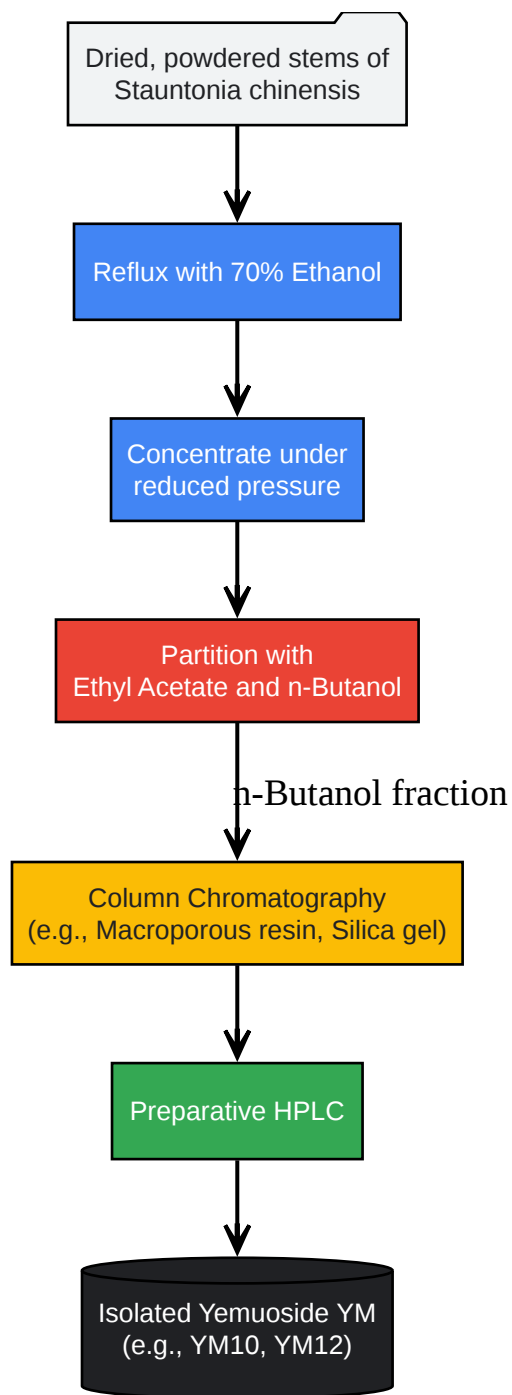 Dried, powdered stems of
Stauntonia chinensis
Reflux with 70% Ethanol
Concentrate under
reduced pressure
Partition with
Ethyl Acetate and n-Butanol
n-Butanol fraction
Column Chromatography
(e.g., Macroporous resin, Silica gel)
Preparative HPLC
Isolated Yemuoside YM
(e.g., YM10, YM12)